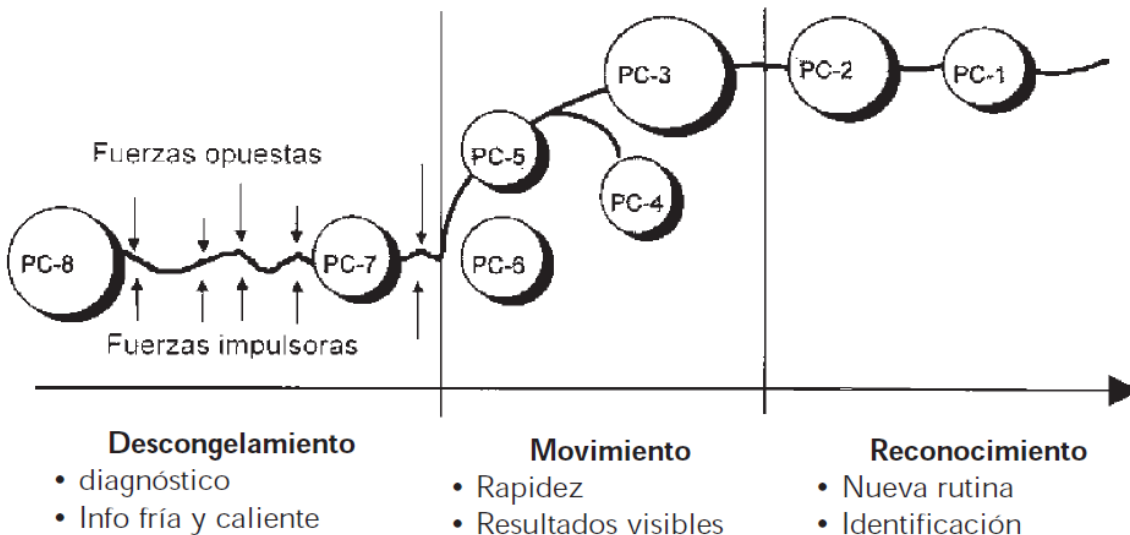 PC-3
PC-2
PC-1
Fuerzas opuestas
PC-5
PC-4
PC-8
PC-7
PC-6
Fuerzas impulsoras
Descongelamiento
• diagnóstico
• Info fría y caliente
Movimiento
• Rapidez
• Resultados visibles
Reconocimiento
• Nueva rutina
• Identificación